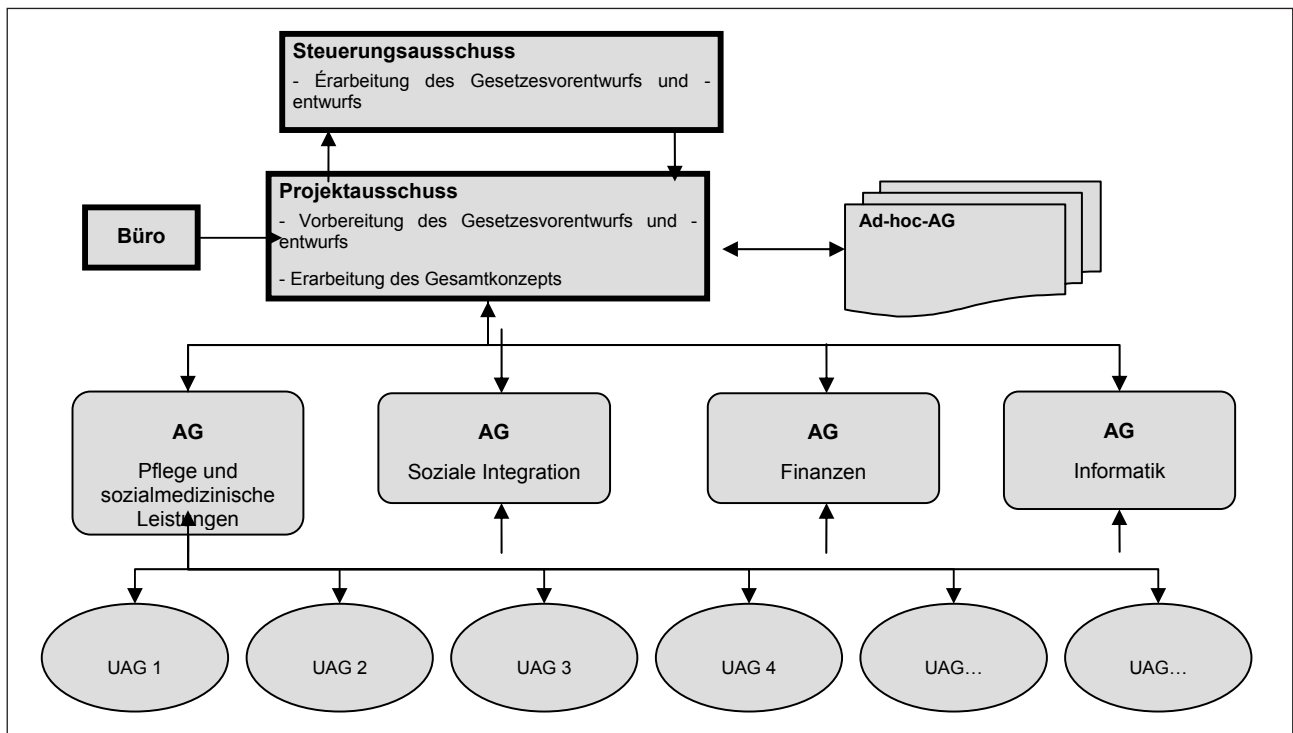 Steuerungsausschuss
- Érarbeitung des Gesetzesvorentwurfs und -
entwurfs
Projektausschuss
- Vorbereitung des Gesetzesvorentwurfs und -
entwurfs
- Erarbeitung des Gesamtkonzepts
Büro
Ad-hoc-AG
AG
Pflege und
sozialmedizinische
Leistungen
AG
Soziale Integration
AG
Finanzen
AG
Informatik
UAG 1
UAG 2
UAG 3
UAG 4
UAG...
UAG...